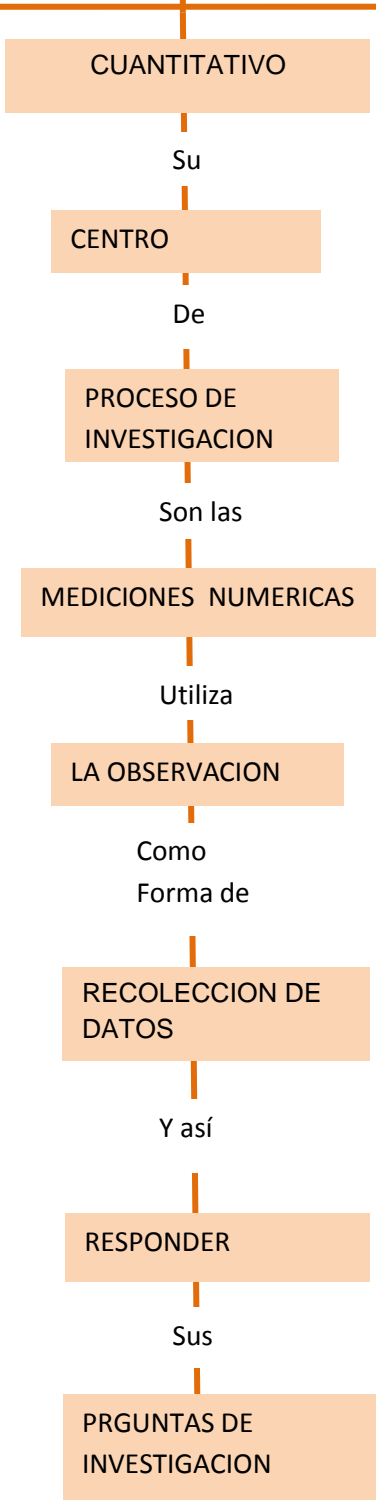 CUANTITATIVO
Su
CENTRO
De
PROCESO DE
INVESTIGACION
Son las
MEDICIONES NUMERICAS
Utiliza
LA OBSERVACION
Como
Forma de
RECOLECCION DE
DATOS
Y así
RESPONDER
Sus
PRGUNTAS DE
INVESTIGACION